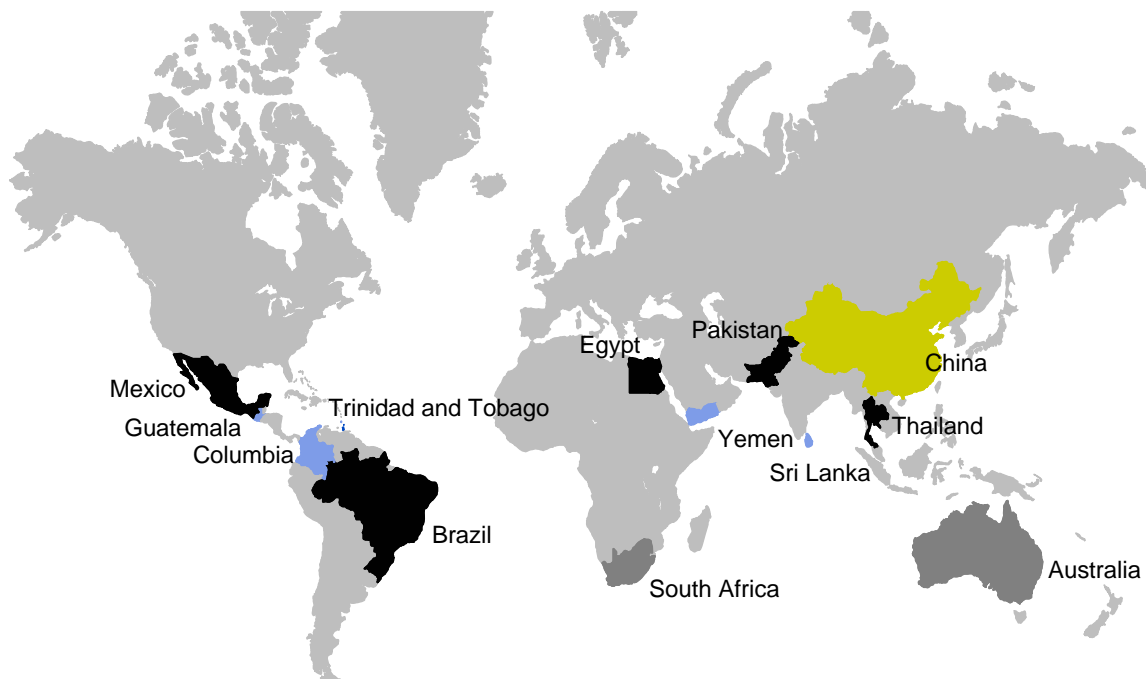 Pakistan
Egypt
China
Mexico
Trinidad and Tobago
Guatemala
Thailand
Yemen
Columbia
Sri Lanka
Brazil
Australia
South Africa